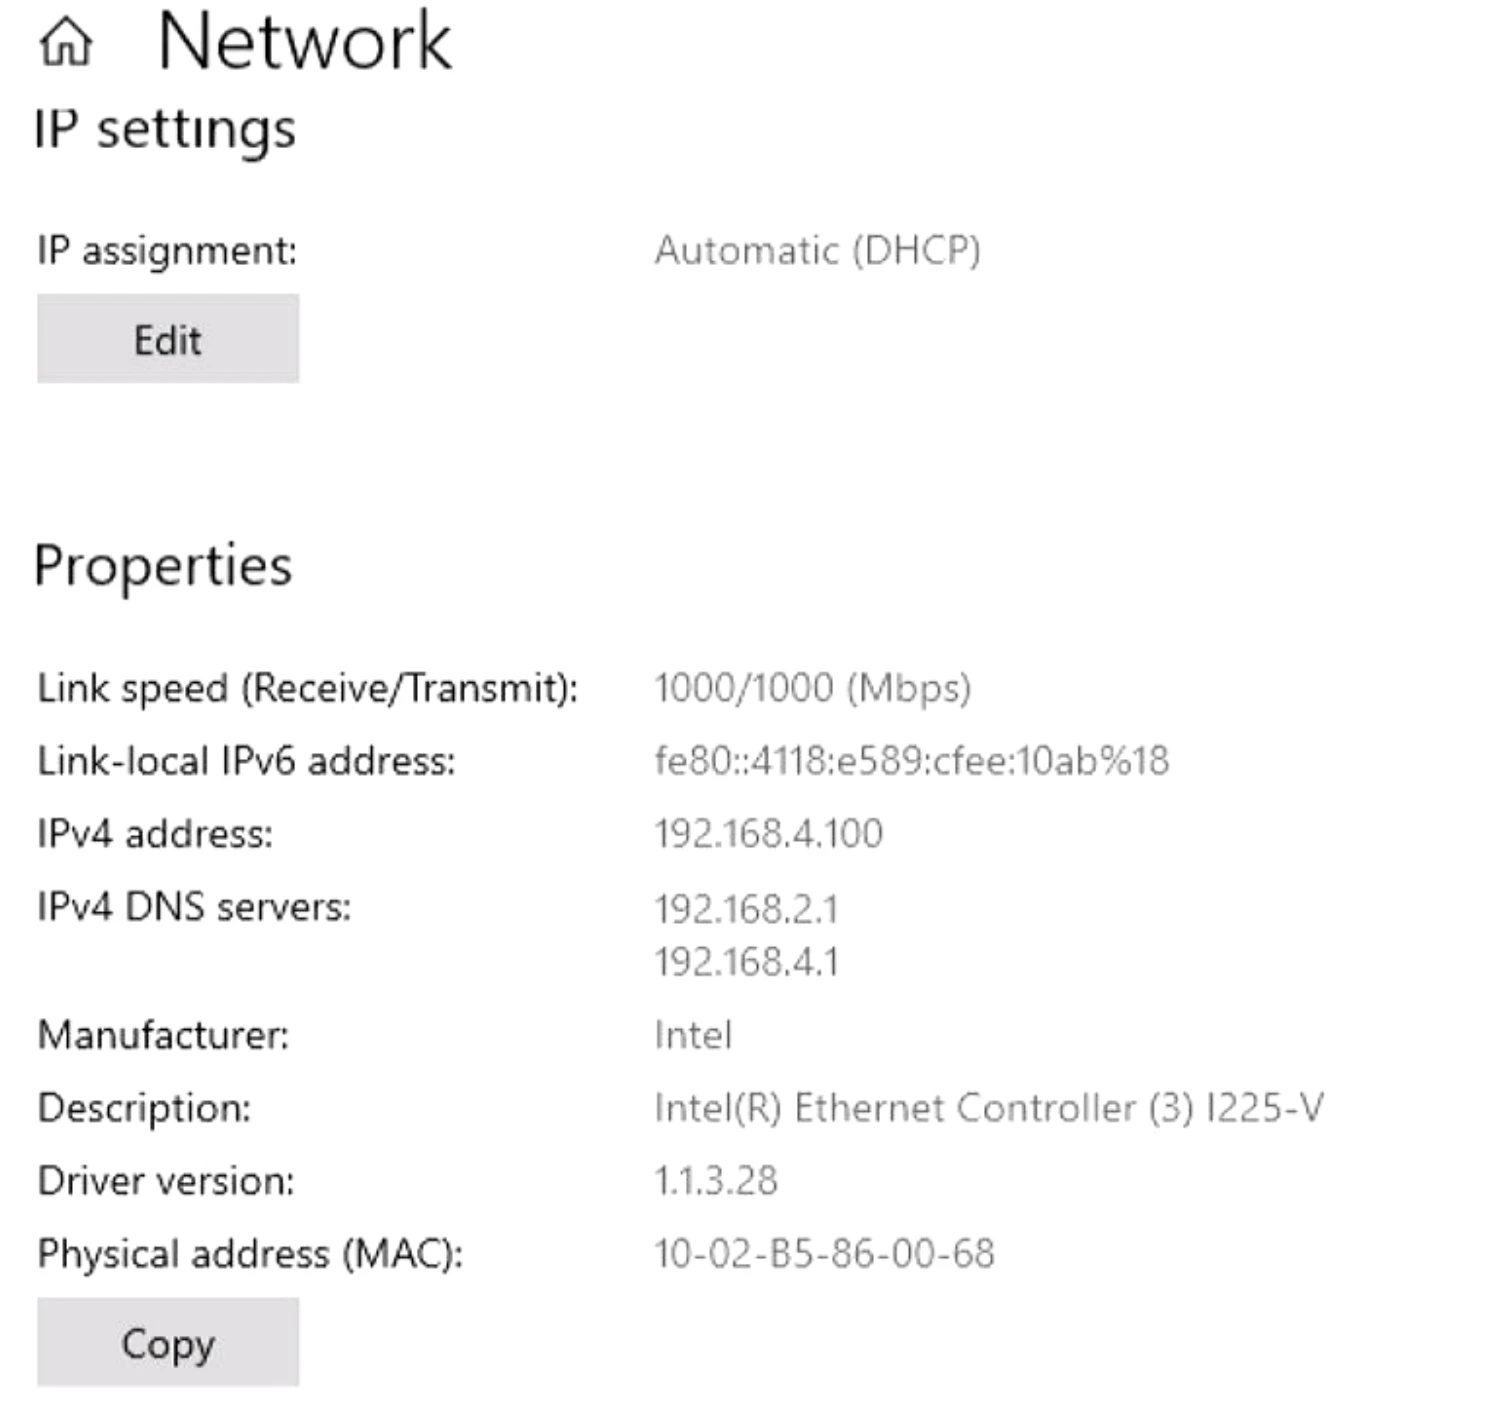 Network
IP settings
IP assignment: Automatic (DHCP)
Edit
Properties
Link speed (Receive/Transmit): 1000/1000 (Mbps)
Link-local IPv6 address: fe80::4118:e589:cfee:10ab%18
IPv4 address: 192.168.4.100
IPv4 DNS servers: 192.168.2.1
192.168.4.1
Manufacturer: Intel
Description: Intel(R) Ethernet Controller (3) I225-V
Driver version: 1.1.3.28
Physical address (MAC): 10-02-B5-86-00-68
Copy